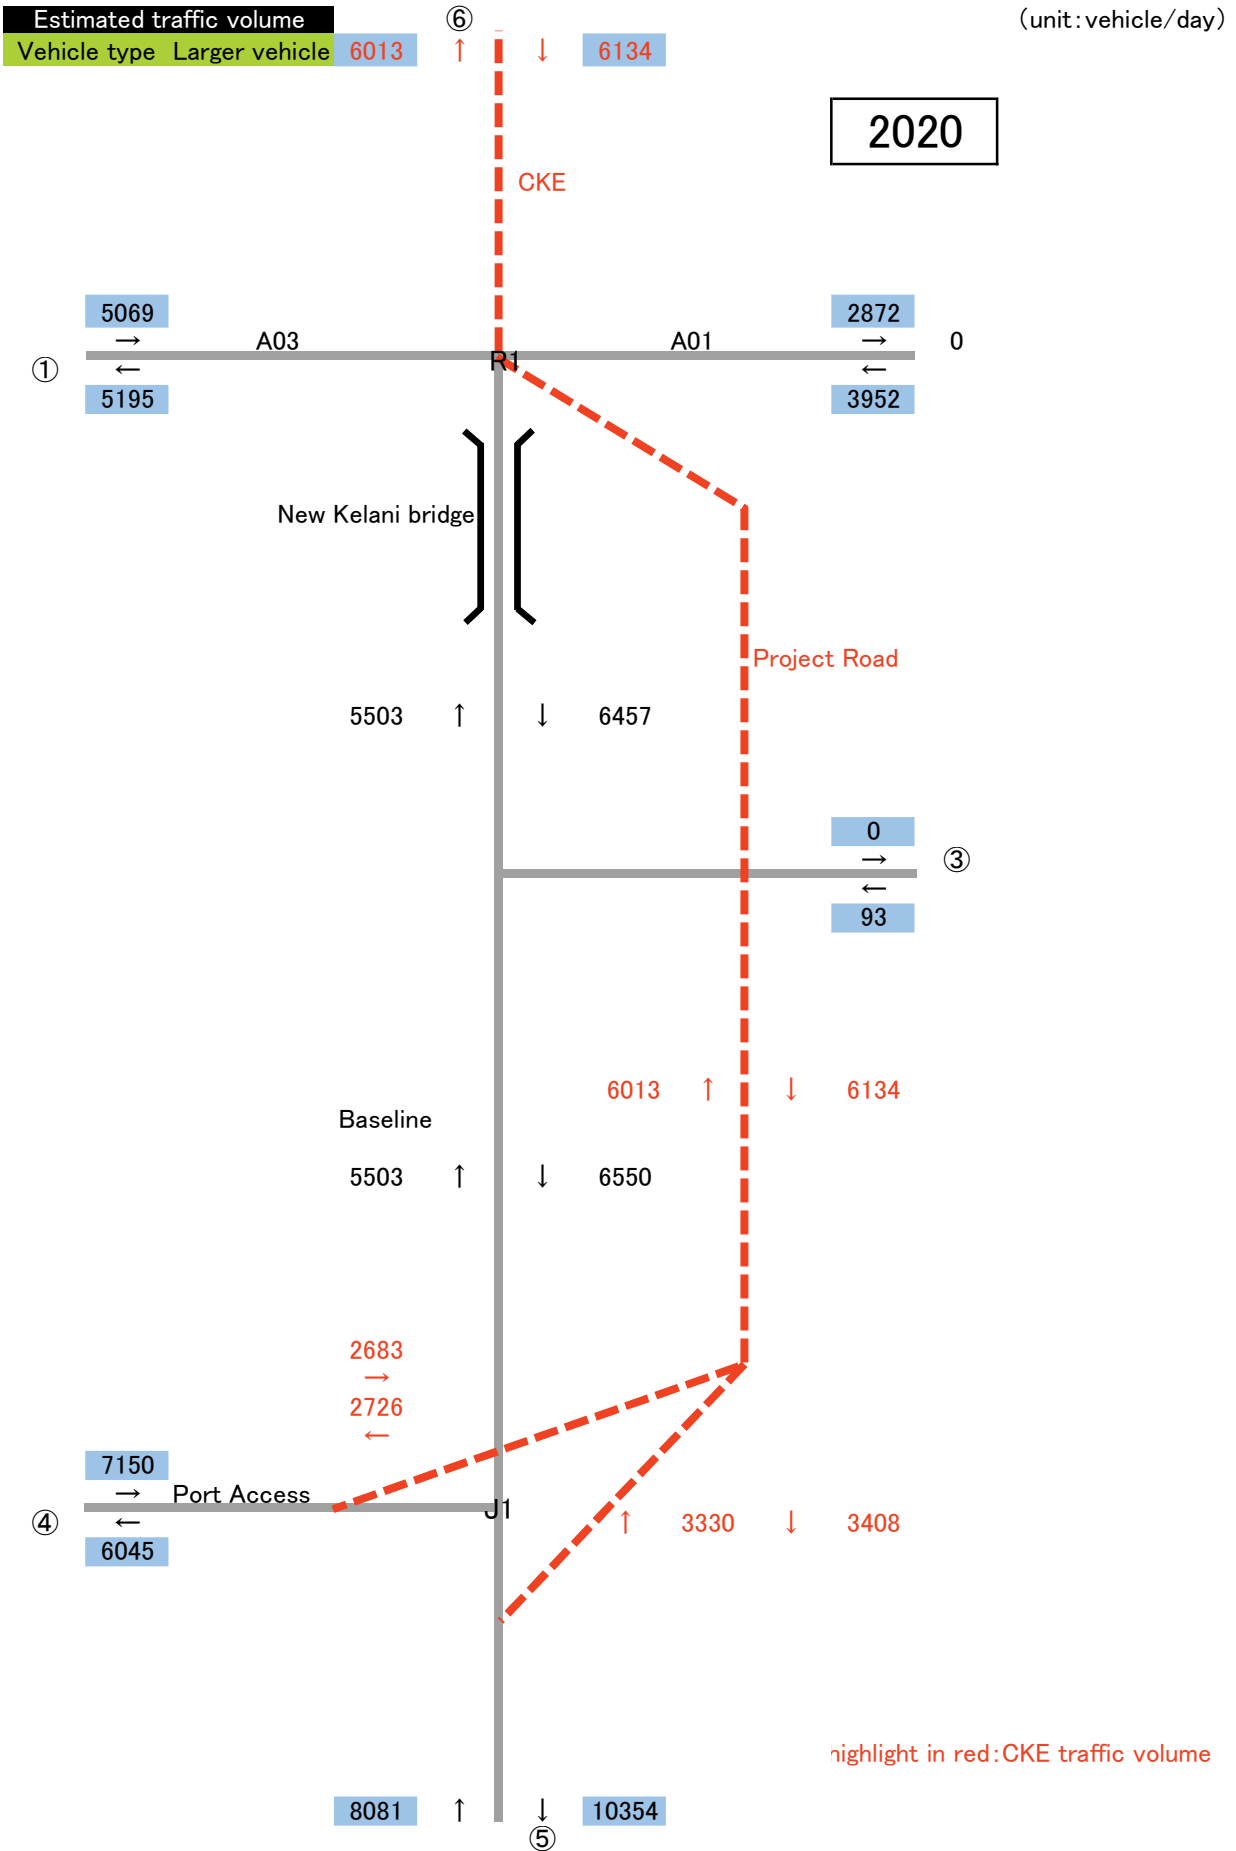 Estimated traffic volume ⑥ (unit:vehicle/day)
Vehicle type Larger vehicle 6013 ↑ ↓ 6134
2020
CKE
5069 2872
→ A03 A01 → 0
① R1
← ←
5195 3952
New Kelani bridge
Project Road
5503 ↑ ↓ 6457
0
→ ③
←
93
6013 ↑ ↓ 6134
Baseline
5503 ↑ ↓ 6550
2683
→
2726
←
7150
→ Port Access
④ ← J1 ↑ 3330 ↓ 3408
6045
highlight in red:CKE traffic volume
8081 ↑ ↓ 10354
⑤